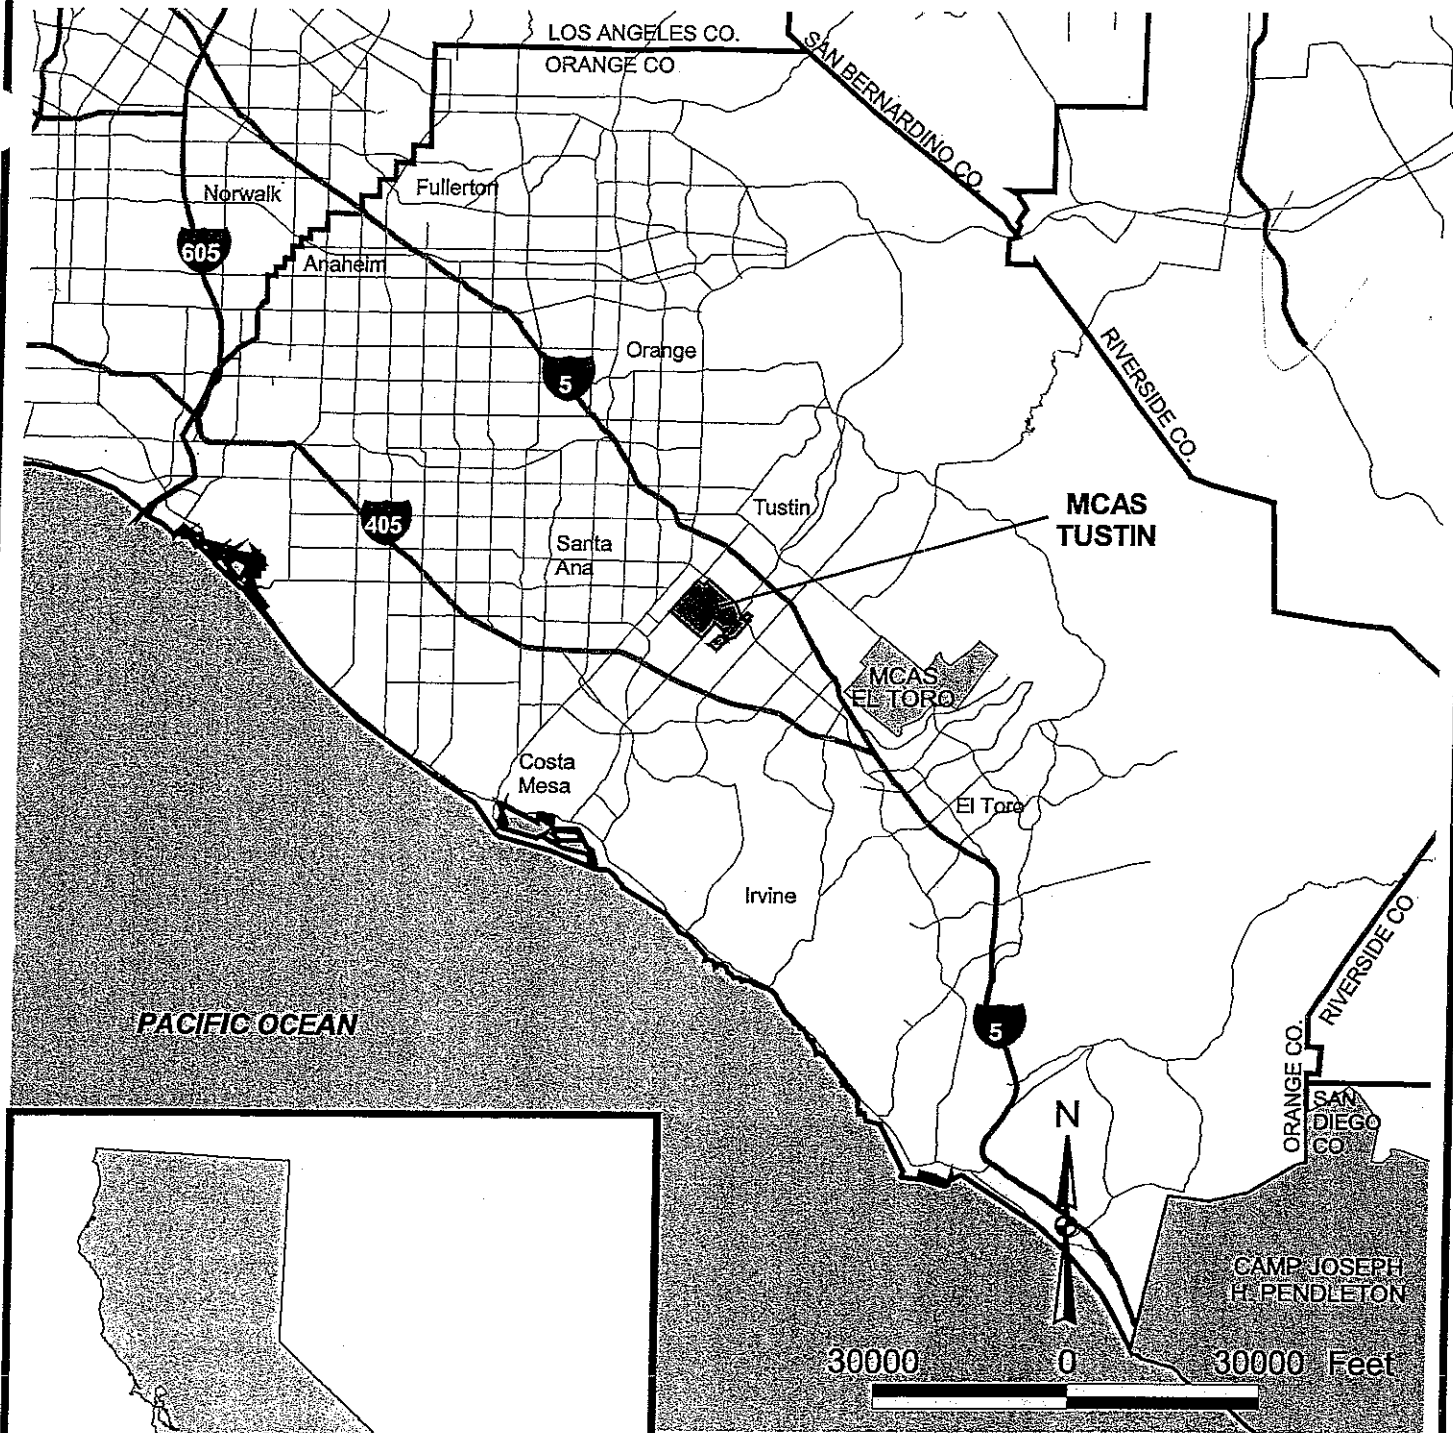 LOS ANGELES CO.
ORANGE CO
SAN BERNARDINO CO.
Norwalk
Fullerton
605
Anaheim
Orange
5
RIVERSIDE CO.
Tustin
MCAS
TUSTIN
405
Santa
Ana
MCAS
EL TORO
Costa
Mesa
El Toro
Irvine
RIVERSIDE CO
PACIFIC OCEAN
5
ORANGE CO.
SAN
DIEGO
CO.
N
CAMP JOSEPH
H. PENDLETON
30000 0 30000 Feet